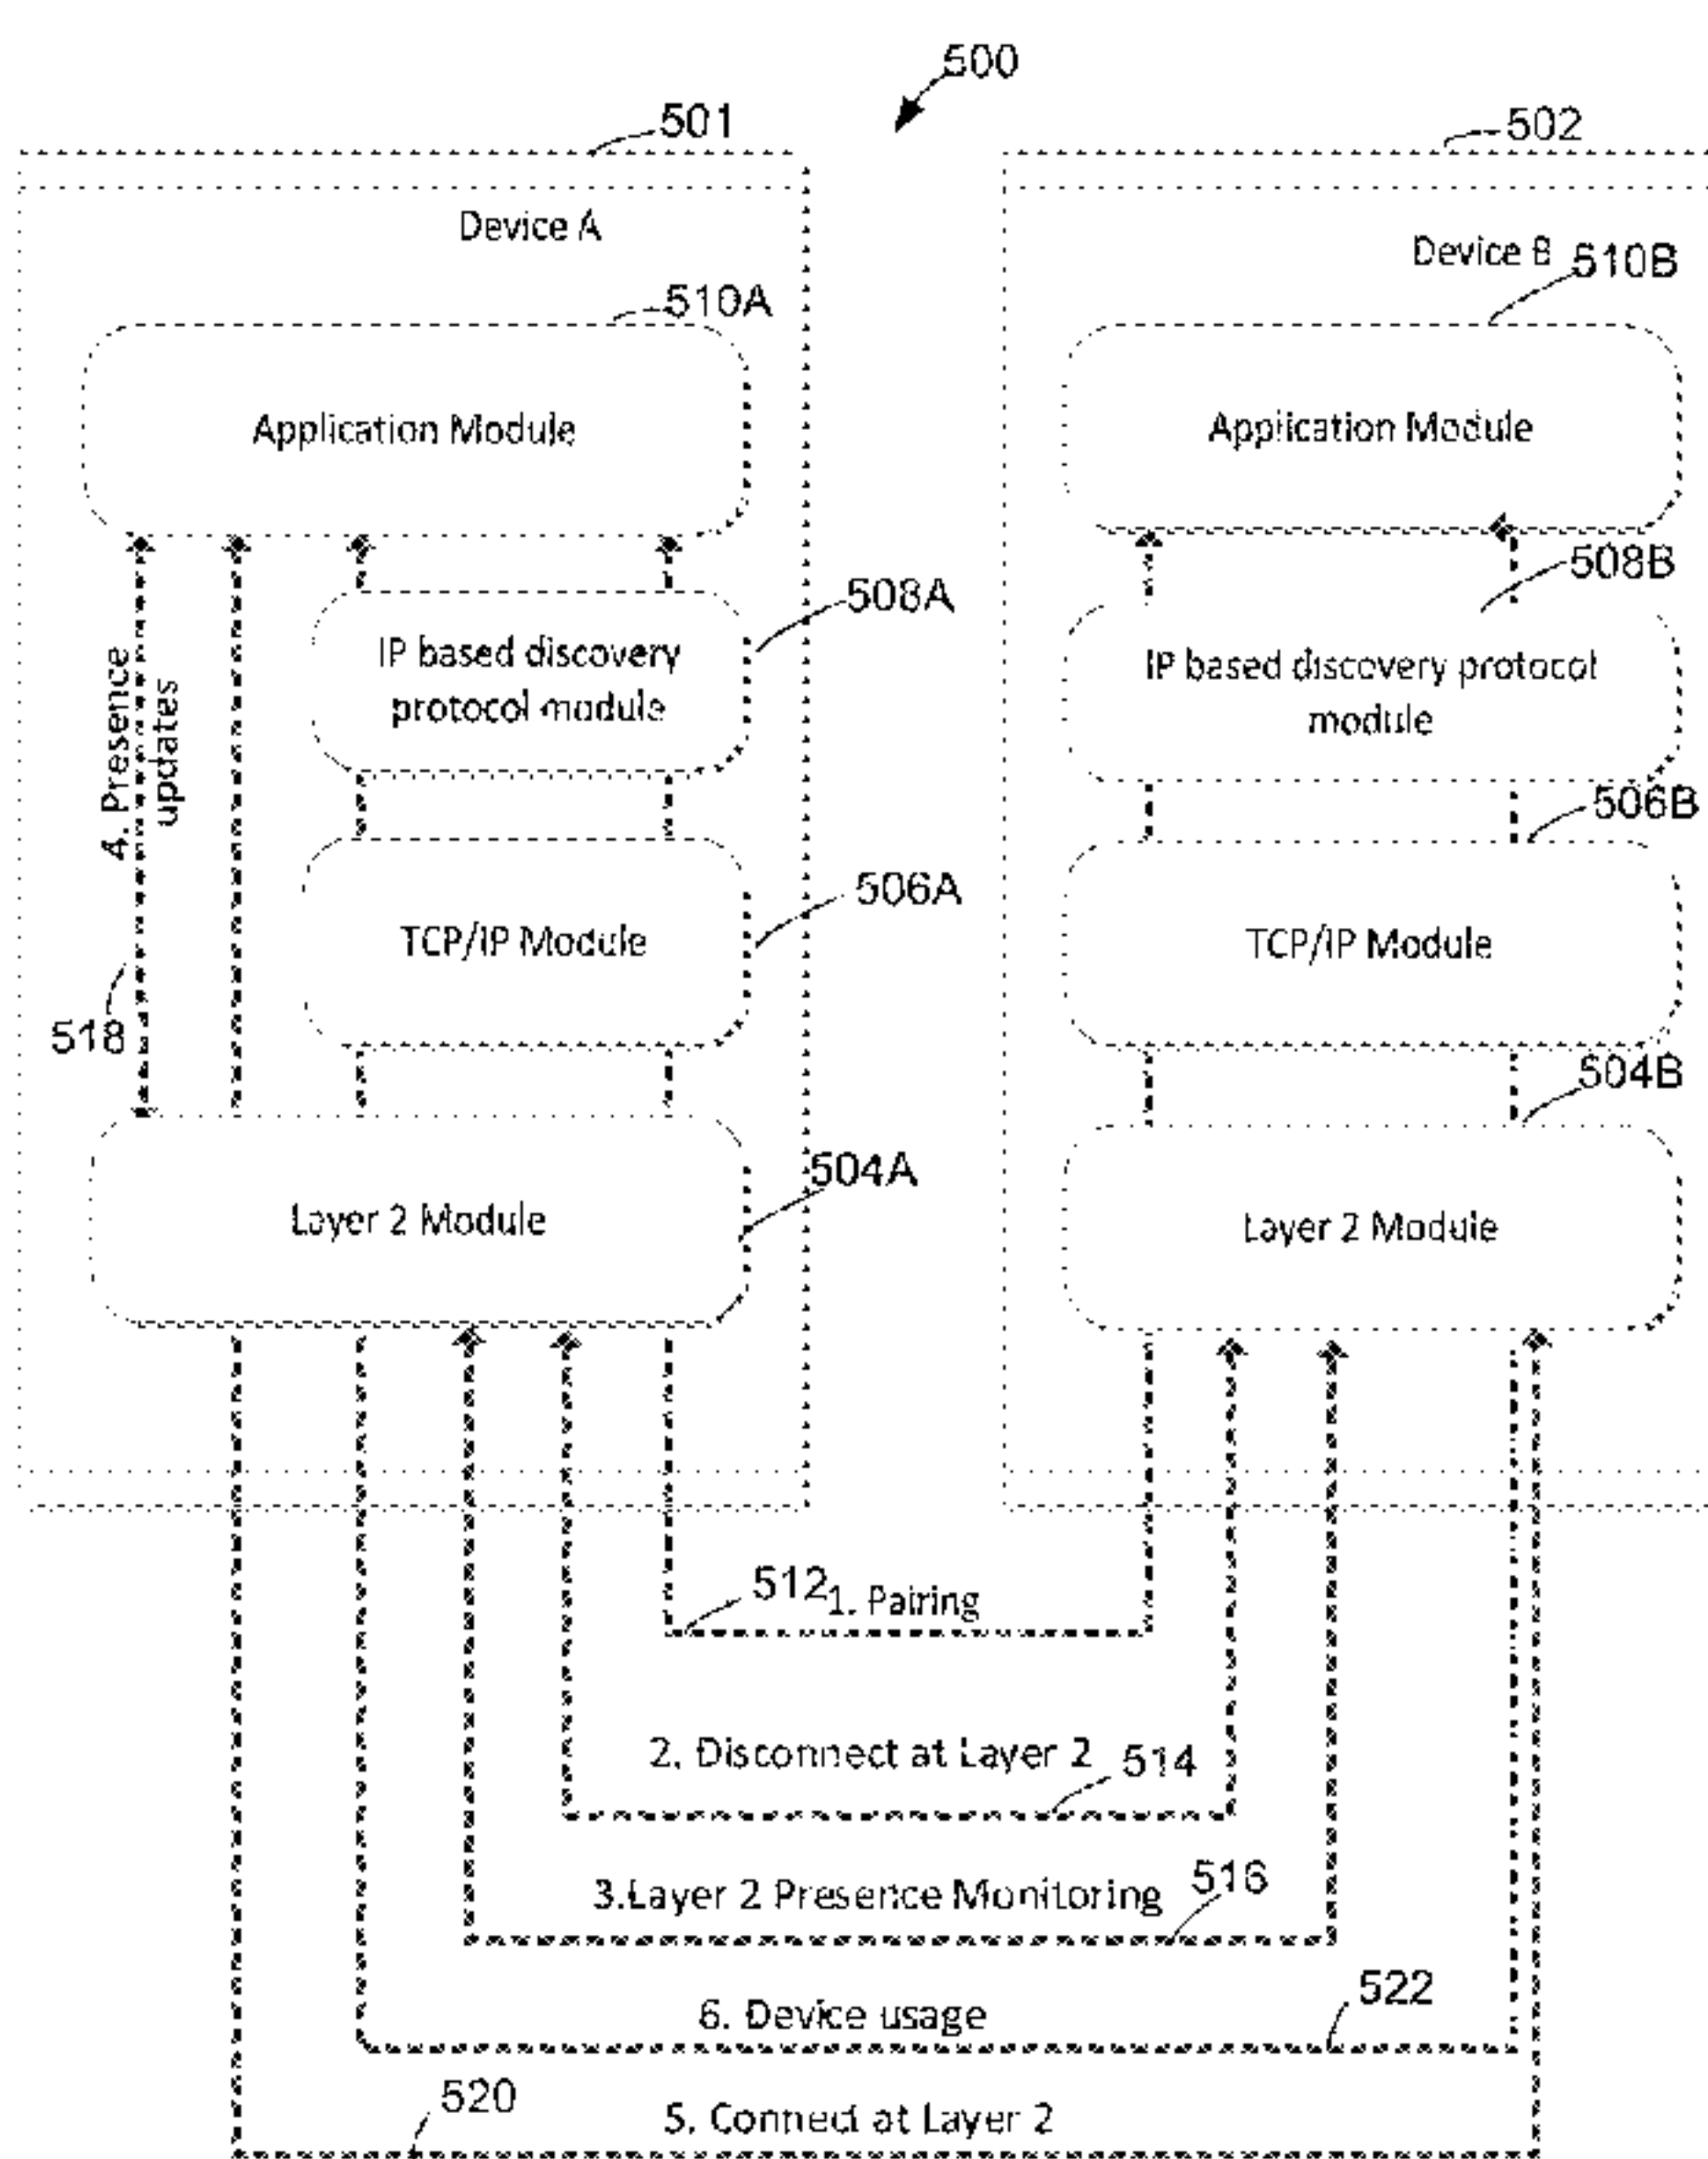 500
501
502
Device A
Device B
510B
510A
Application Module
Application Module
508B
508A
IP based discovery
protocol module
IP based discovery protocol
module
4. Presence
updates
506B
506A
TCP/IP Module
TCP/IP Module
518
504B
504A
Layer 2 Module
Layer 2 Module
512
1. Pairing
2. Disconnect at Layer 2
514
3.Layer 2 Presence Monitoring
516
522
6. Device usage
520
5. Connect at Layer 2